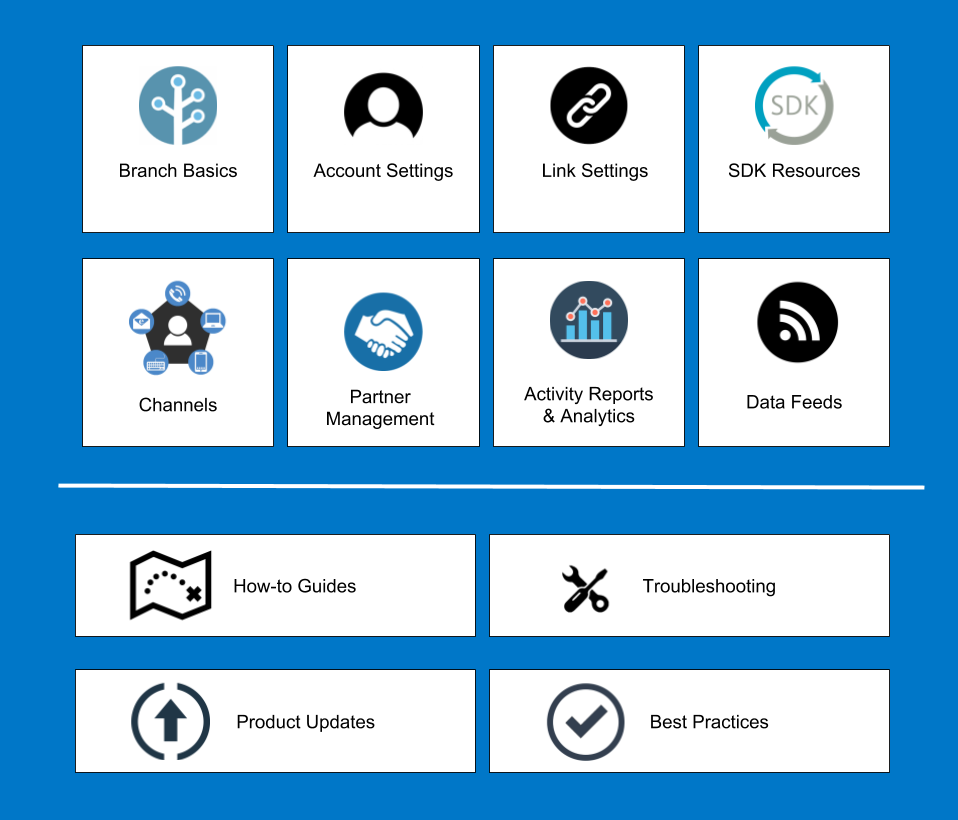 SDK
Branch Basics
Account Settings
Link Settings
SDK Resources
Channels
Partner
Management
Activity Reports
& Analytics
Data Feeds
How-to Guides
Troubleshooting
Product Updates
Best Practices